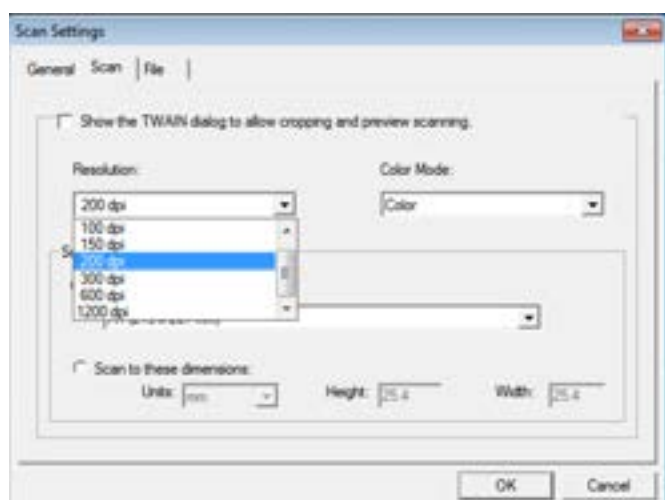 Scan Settings
General Scan File
Show the TWAIN dialog to allow cropping and preview scanning.
Resolution: Color Mode:
200 dpi Color
100 dpi
150 dpi
200 dpi
300 dpi
600 dpi
1200 dpi
Scan to these dimensions:
Units: mm Height: 25.4 Width: 25.4
OK Cancel